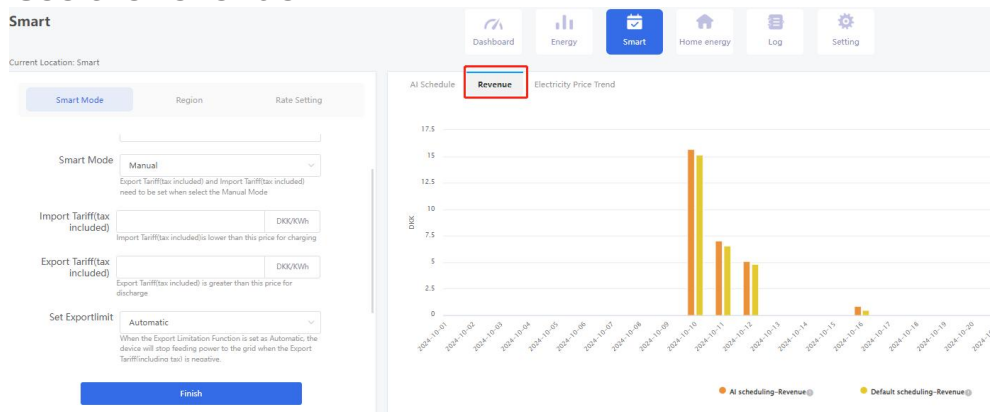 Smart
Dashboard
Energy
Smart
Home energy
Log
Setting
Current Location: Smart
Smart Mode
Region
Rate Setting
Smart Mode
Manual
Export Tariff(tax included) and Import Tariff(tax included)
need to be set when select the Manual Mode
Import Tariff(tax
included)
DKK/KWh
Import Tariff(tax included)is lower than this price for charging
Export Tariff(tax
included)
DKK/KWh
Export Tariff(tax included) is greater than this price for
discharge
Set Exportlimit
Automatic
When the Export Limitation Function is set as Automatic, the
device will stop feeding power to the grid when the Export
Tariff(including tax) is negative.
Finish
AI Schedule
Revenue
Electricity Price Trend
17.5
15
12.5
10
7.5
5
2.5
0
DKK
2024-10-01
2024-10-02
2024-10-03
2024-10-04
2024-10-05
2024-10-06
2024-10-07
2024-10-08
2024-10-09
2024-10-10
2024-10-11
2024-10-12
2024-10-13
2024-10-14
2024-10-15
2024-10-16
2024-10-17
2024-10-18
2024-10-19
2024-10-20
AI scheduling-Revenue
Default scheduling-Revenue